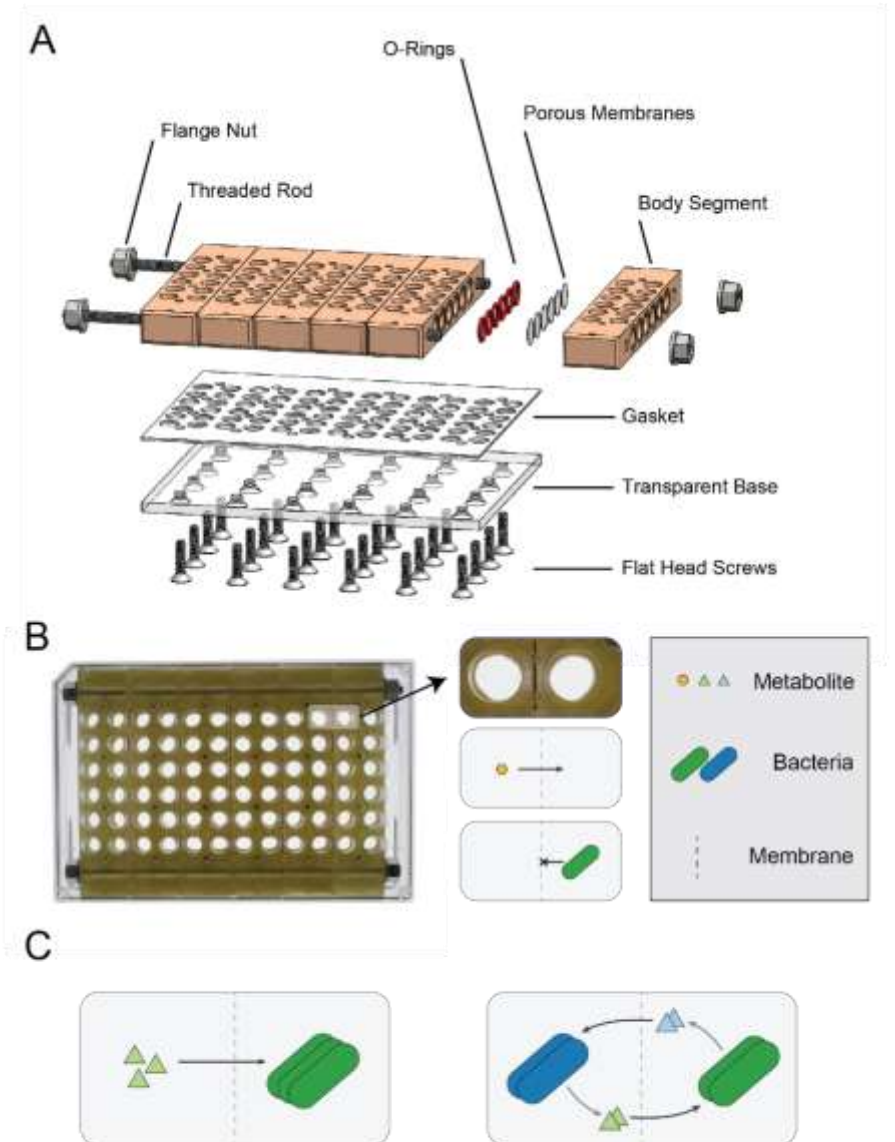 A
O-Rings
Porous Membranes
Flange Nut
Threaded Rod
Body Segment
Gasket
Transparent Base
Flat Head Screws
B
Metabolite
Bacteria
Membrane
C